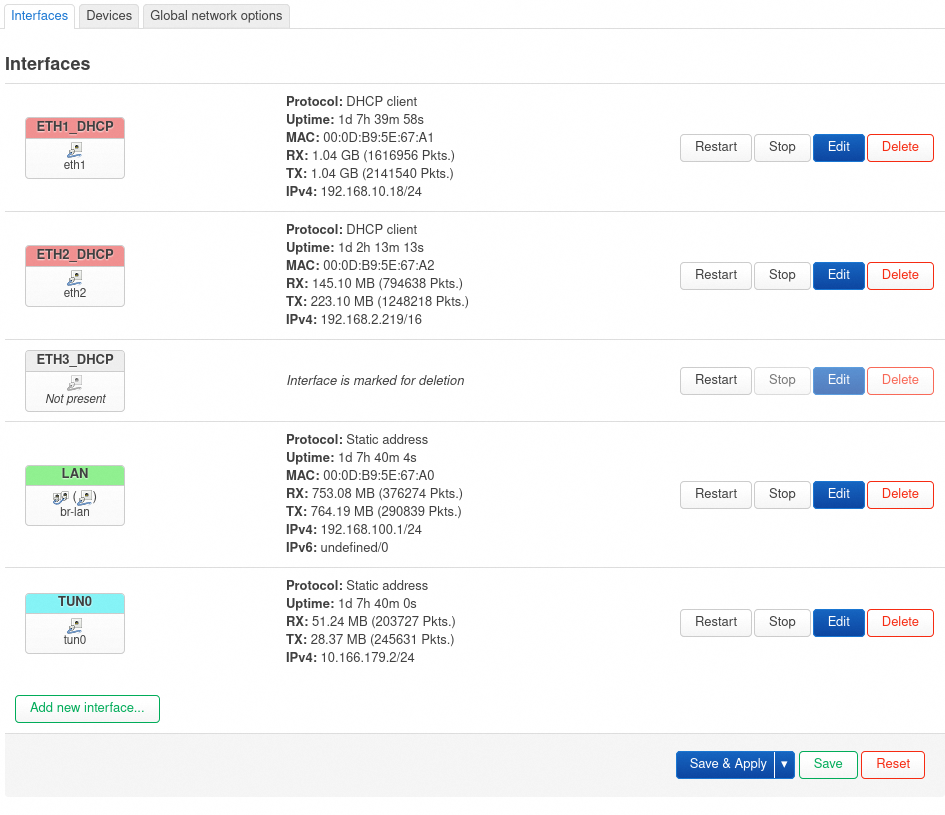 Interfaces Devices Global network options
Interfaces
ETH1_DHCP
eth1
Protocol: DHCP client
Uptime: 1d 7h 39m 58s
MAC: 00:0D:B9:5E:67:A1
RX: 1.04 GB (1616956 Pkts.)
TX: 1.04 GB (2141540 Pkts.)
IPv4: 192.168.10.18/24
Restart Stop Edit Delete
ETH2_DHCP
eth2
Protocol: DHCP client
Uptime: 1d 2h 13m 13s
MAC: 00:0D:B9:5E:67:A2
RX: 145.10 MB (794638 Pkts.)
TX: 223.10 MB (1248218 Pkts.)
IPv4: 192.168.2.219/16
Restart Stop Edit Delete
ETH3_DHCP
Not present
Interface is marked for deletion
Restart Stop Edit Delete
LAN
( )
br-lan
Protocol: Static address
Uptime: 1d 7h 40m 4s
MAC: 00:0D:B9:5E:67:A0
RX: 753.08 MB (376274 Pkts.)
TX: 764.19 MB (290839 Pkts.)
IPv4: 192.168.100.1/24
IPv6: undefined/0
Restart Stop Edit Delete
TUN0
tun0
Protocol: Static address
Uptime: 1d 7h 40m 0s
RX: 51.24 MB (203727 Pkts.)
TX: 28.37 MB (245631 Pkts.)
IPv4: 10.166.179.2/24
Restart Stop Edit Delete
Add new interface...
Save & Apply ▾ Save Reset